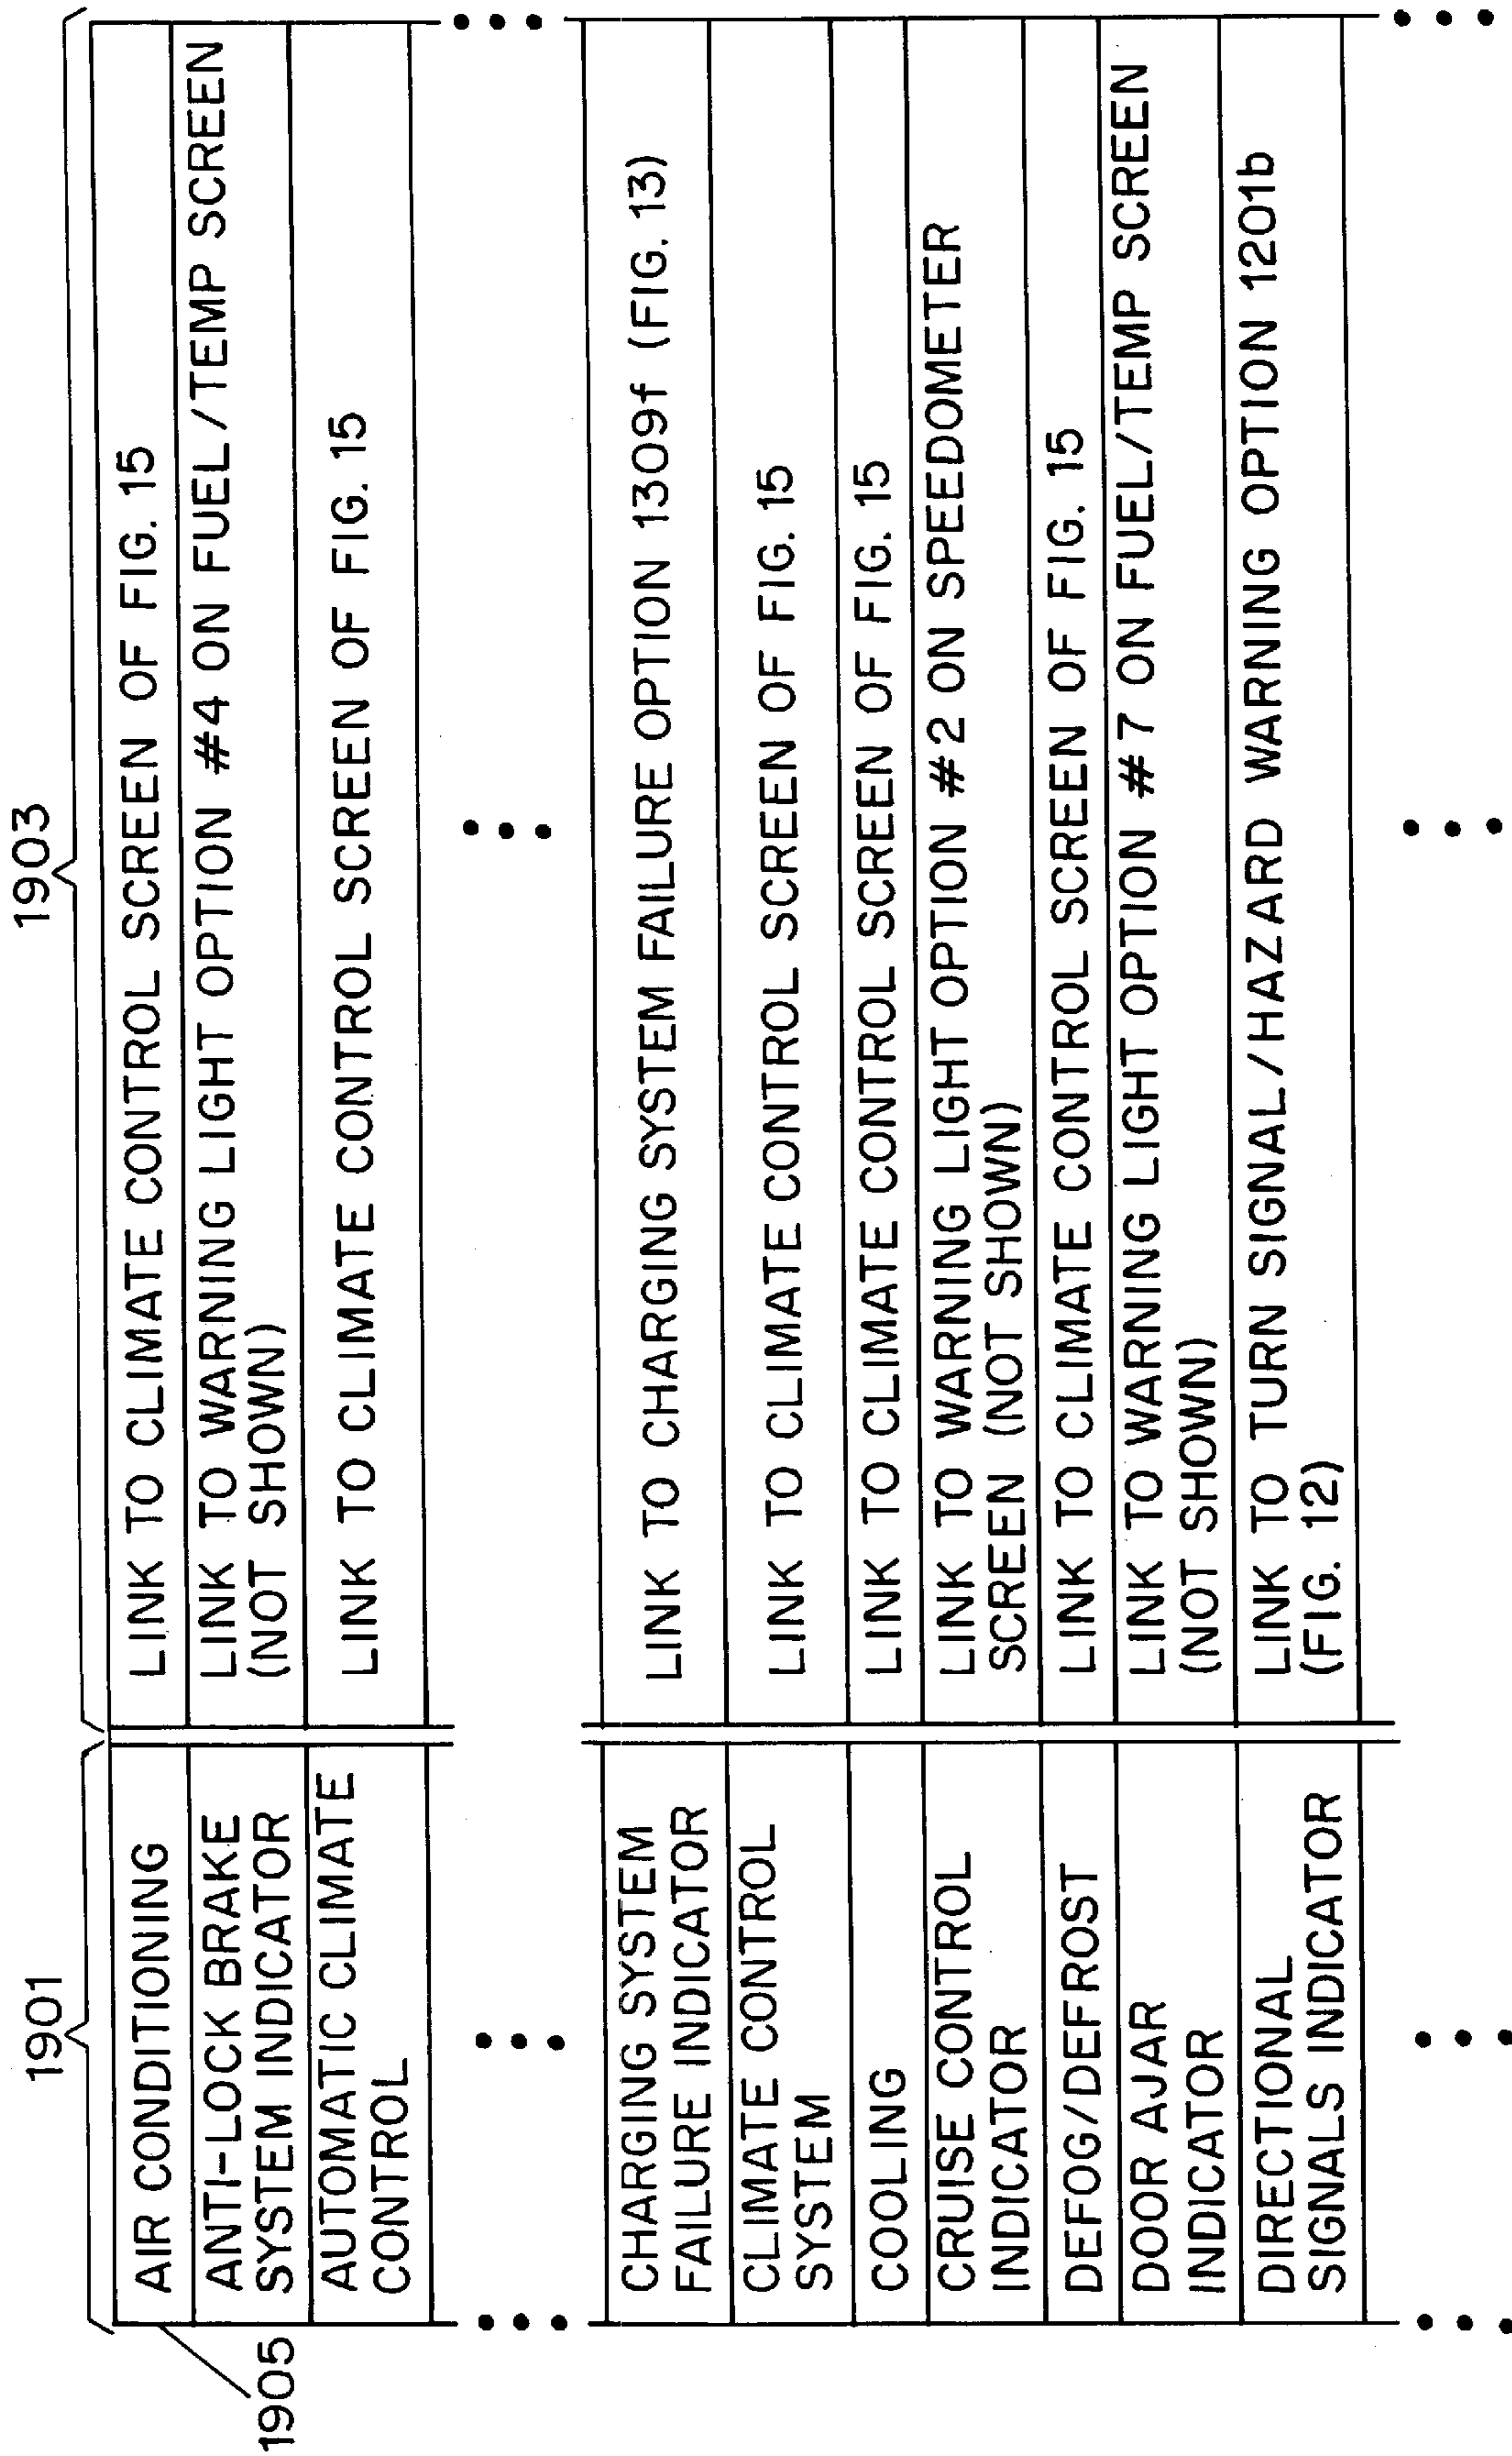 1901
1903
1905
AIR CONDITIONING
LINK TO CLIMATE CONTROL SCREEN OF FIG. 15
ANTI-LOCK BRAKE
SYSTEM INDICATOR
LINK TO WARNING LIGHT OPTION #4 ON FUEL/TEMP SCREEN
(NOT SHOWN)
AUTOMATIC CLIMATE
CONTROL
LINK TO CLIMATE CONTROL SCREEN OF FIG. 15
CHARGING SYSTEM
FAILURE INDICATOR
LINK TO CHARGING SYSTEM FAILURE OPTION 1309f (FIG. 13)
CLIMATE CONTROL
SYSTEM
LINK TO CLIMATE CONTROL SCREEN OF FIG. 15
COOLING
LINK TO CLIMATE CONTROL SCREEN OF FIG. 15
CRUISE CONTROL
INDICATOR
LINK TO WARNING LIGHT OPTION #2 ON SPEEDOMETER
SCREEN (NOT SHOWN)
DEFOG/DEFROST
LINK TO CLIMATE CONTROL SCREEN OF FIG. 15
DOOR AJAR
INDICATOR
LINK TO WARNING LIGHT OPTION #7 ON FUEL/TEMP SCREEN
(NOT SHOWN)
DIRECTIONAL
SIGNALS INDICATOR
LINK TO TURN SIGNAL/HAZARD WARNING OPTION 1201b
(FIG. 12)